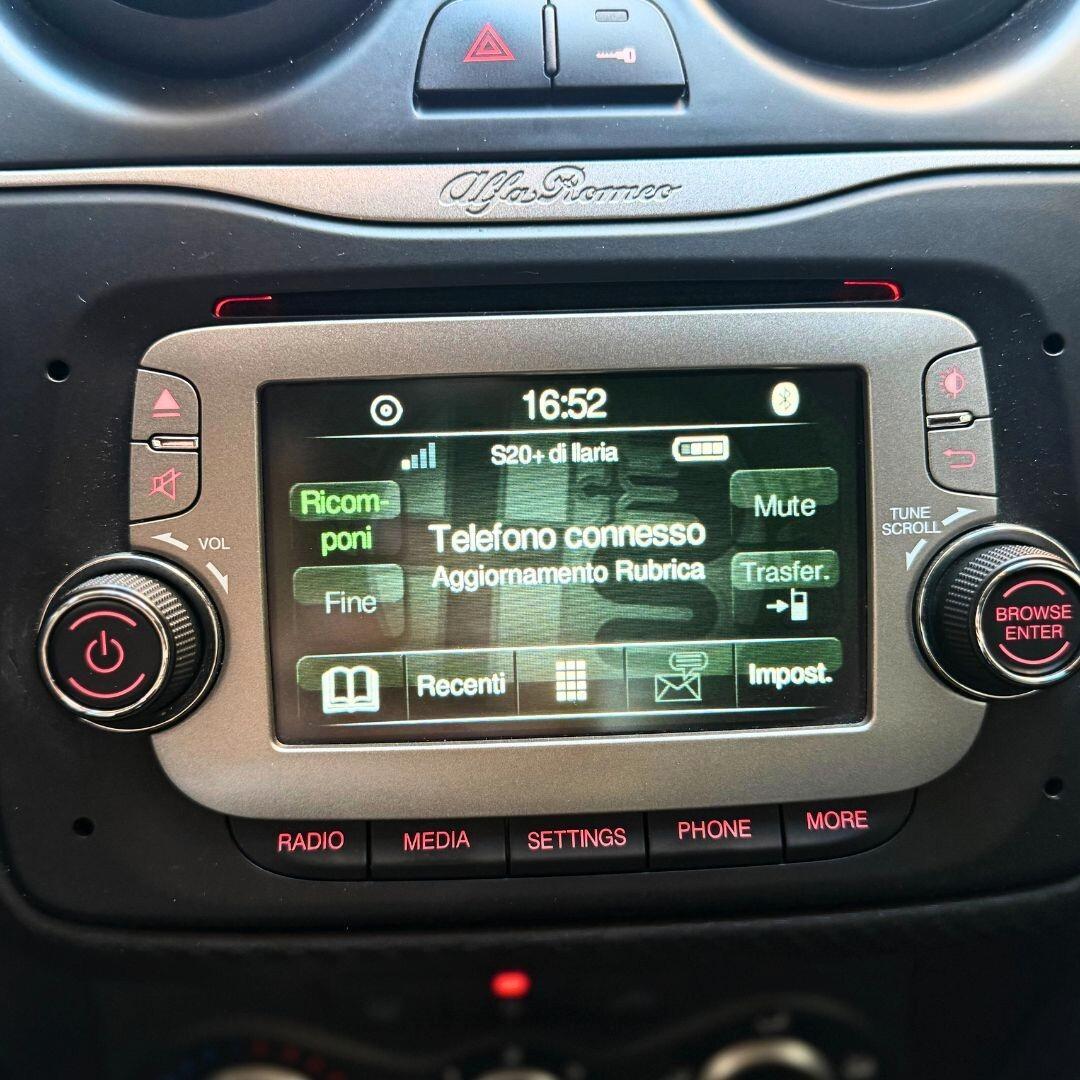 Alfa Romeo
16:52
S20+ di Ilaria
Ricom-
poni
Telefono connesso
Mute
Aggiornamento Rubrica
Fine
Trasfer.
Recenti
Impost.
VOL
TUNE
SCROLL
BROWSE
ENTER
RADIO
MEDIA
SETTINGS
PHONE
MORE